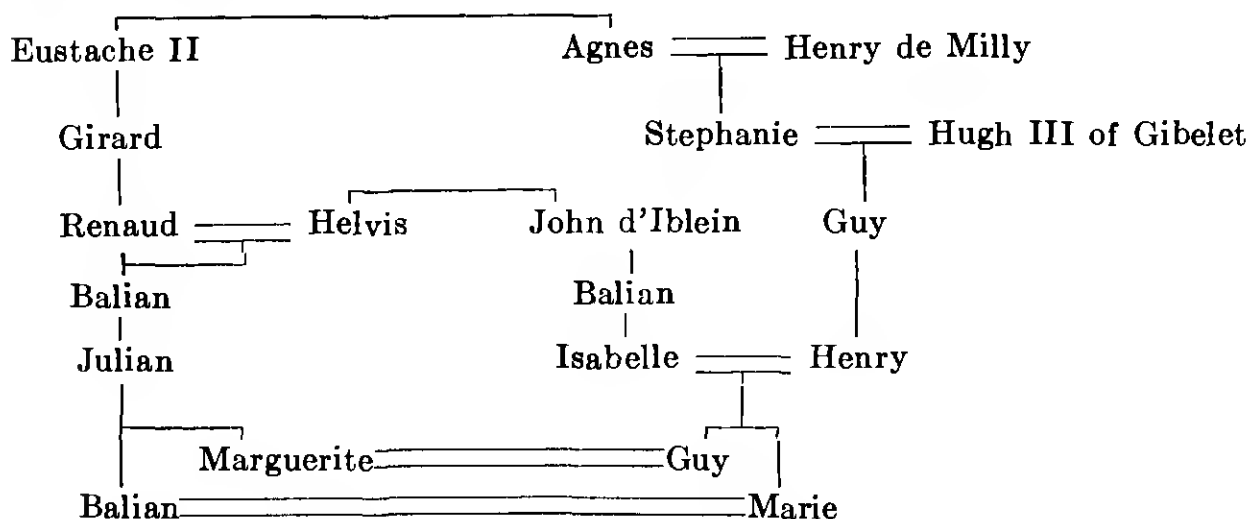 Eustache II Agnes Henry de Milly
Girard Stephanie Hugh III of Gibelet
Renaud Helvis John d'Iblein Guy
Balian Balian
Julian Isabelle Henry
Marguerite Guy
Balian Marie